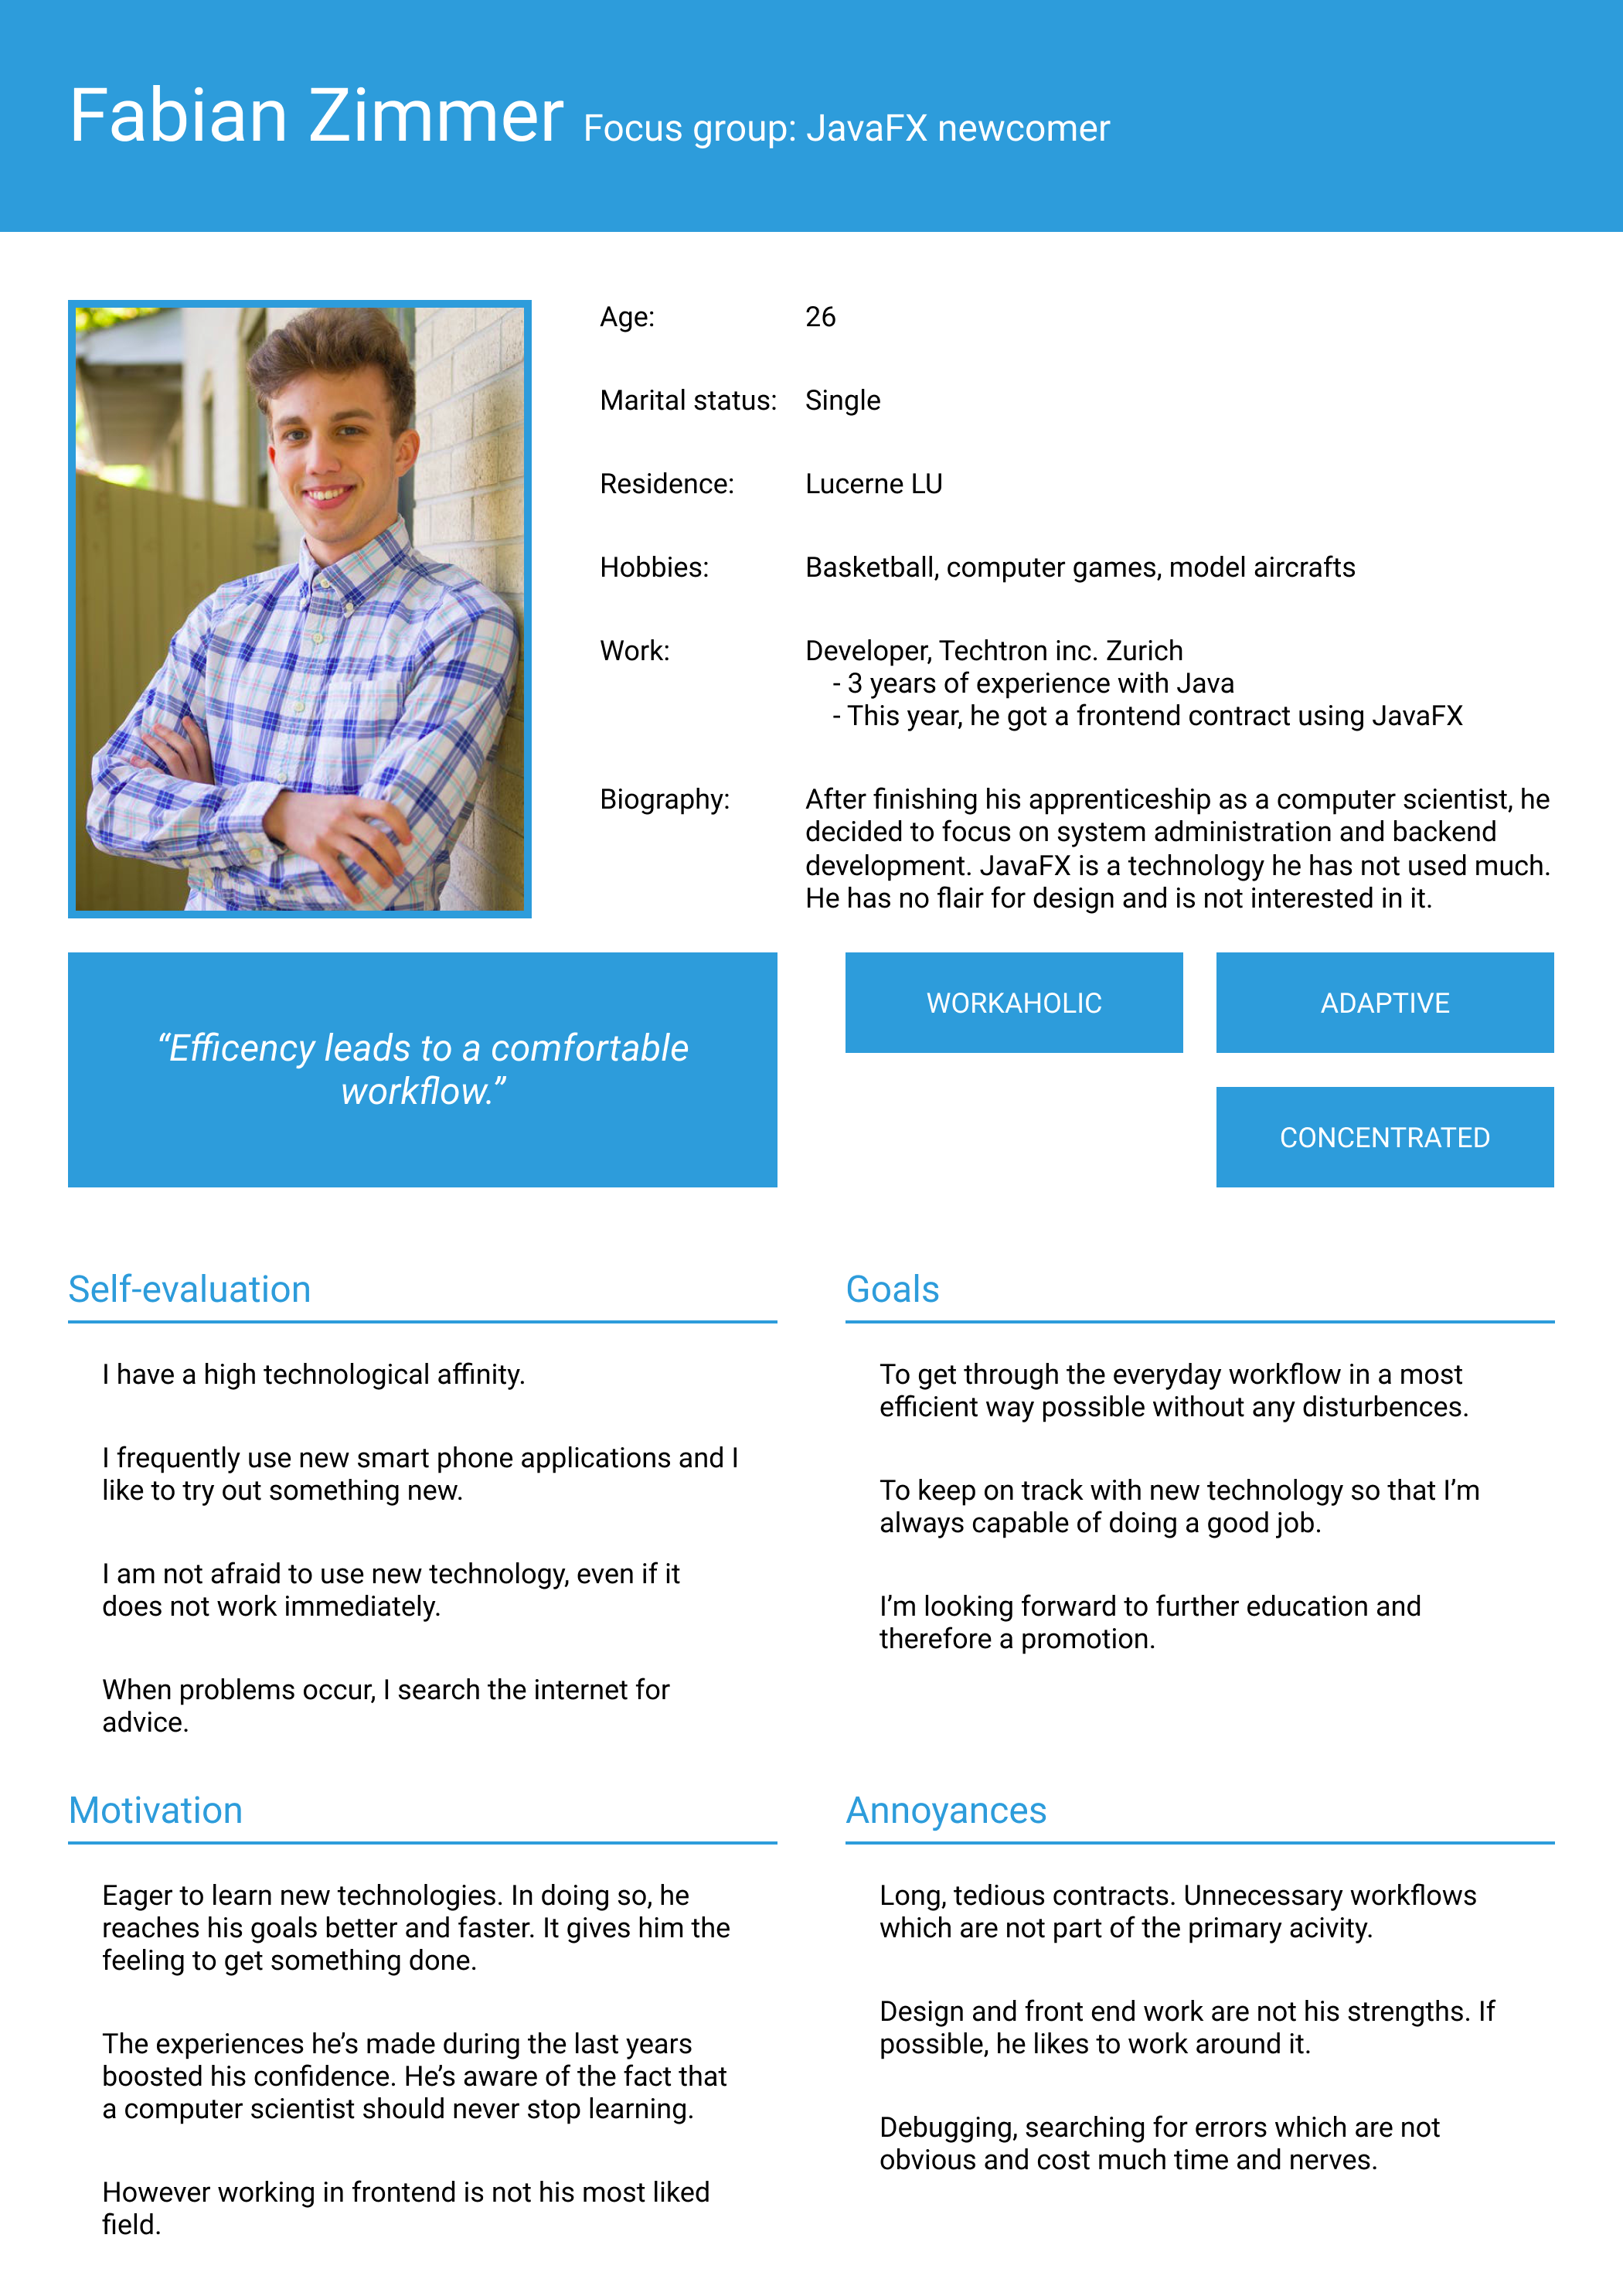 Fabian Zimmer Focus group: JavaFX newcomer
Age: 26
Marital status: Single
Residence: Lucerne LU
Hobbies: Basketball, computer games, model aircrafts
Work: Developer, Techtron inc. Zurich
- 3 years of experience with Java
- This year, he got a frontend contract using JavaFX
Biography: After finishing his apprenticeship as a computer scientist, he
decided to focus on system administration and backend
development. JavaFX is a technology he has not used much.
He has no flair for design and is not interested in it.
“Efficency leads to a comfortable
workflow.”
WORKAHOLIC
ADAPTIVE
CONCENTRATED
Self-evaluation
I have a high technological affinity.
I frequently use new smart phone applications and I
like to try out something new.
I am not afraid to use new technology, even if it
does not work immediately.
When problems occur, I search the internet for
advice.
Goals
To get through the everyday workflow in a most
efficient way possible without any disturbences.
To keep on track with new technology so that I’m
always capable of doing a good job.
I’m looking forward to further education and
therefore a promotion.
Motivation
Eager to learn new technologies. In doing so, he
reaches his goals better and faster. It gives him the
feeling to get something done.
The experiences he’s made during the last years
boosted his confidence. He’s aware of the fact that
a computer scientist should never stop learning.
However working in frontend is not his most liked
field.
Annoyances
Long, tedious contracts. Unnecessary workflows
which are not part of the primary acivity.
Design and front end work are not his strengths. If
possible, he likes to work around it.
Debugging, searching for errors which are not
obvious and cost much time and nerves.